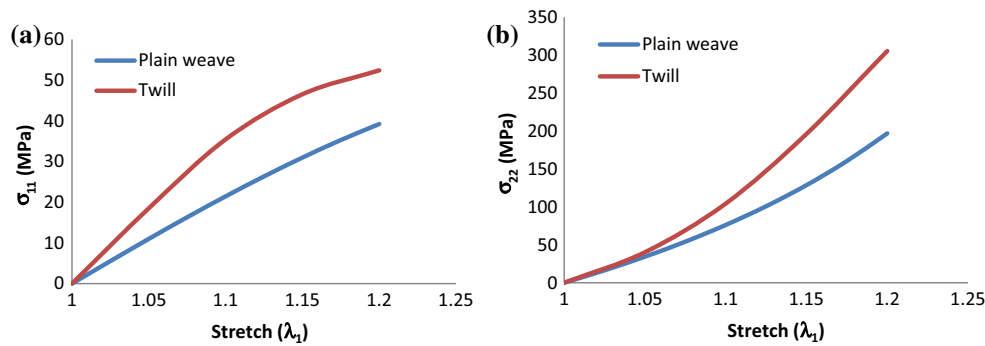 (a)
60
50
40
30
20
10
0
σ11 (MPa)
Plain weave
Twill
1 1.05 1.1 1.15 1.2 1.25
Stretch (λ1)
(b)
350
300
250
200
150
100
50
0
σ22 (MPa)
Plain weave
Twill
1 1.05 1.1 1.15 1.2 1.25
Stretch (λ1)